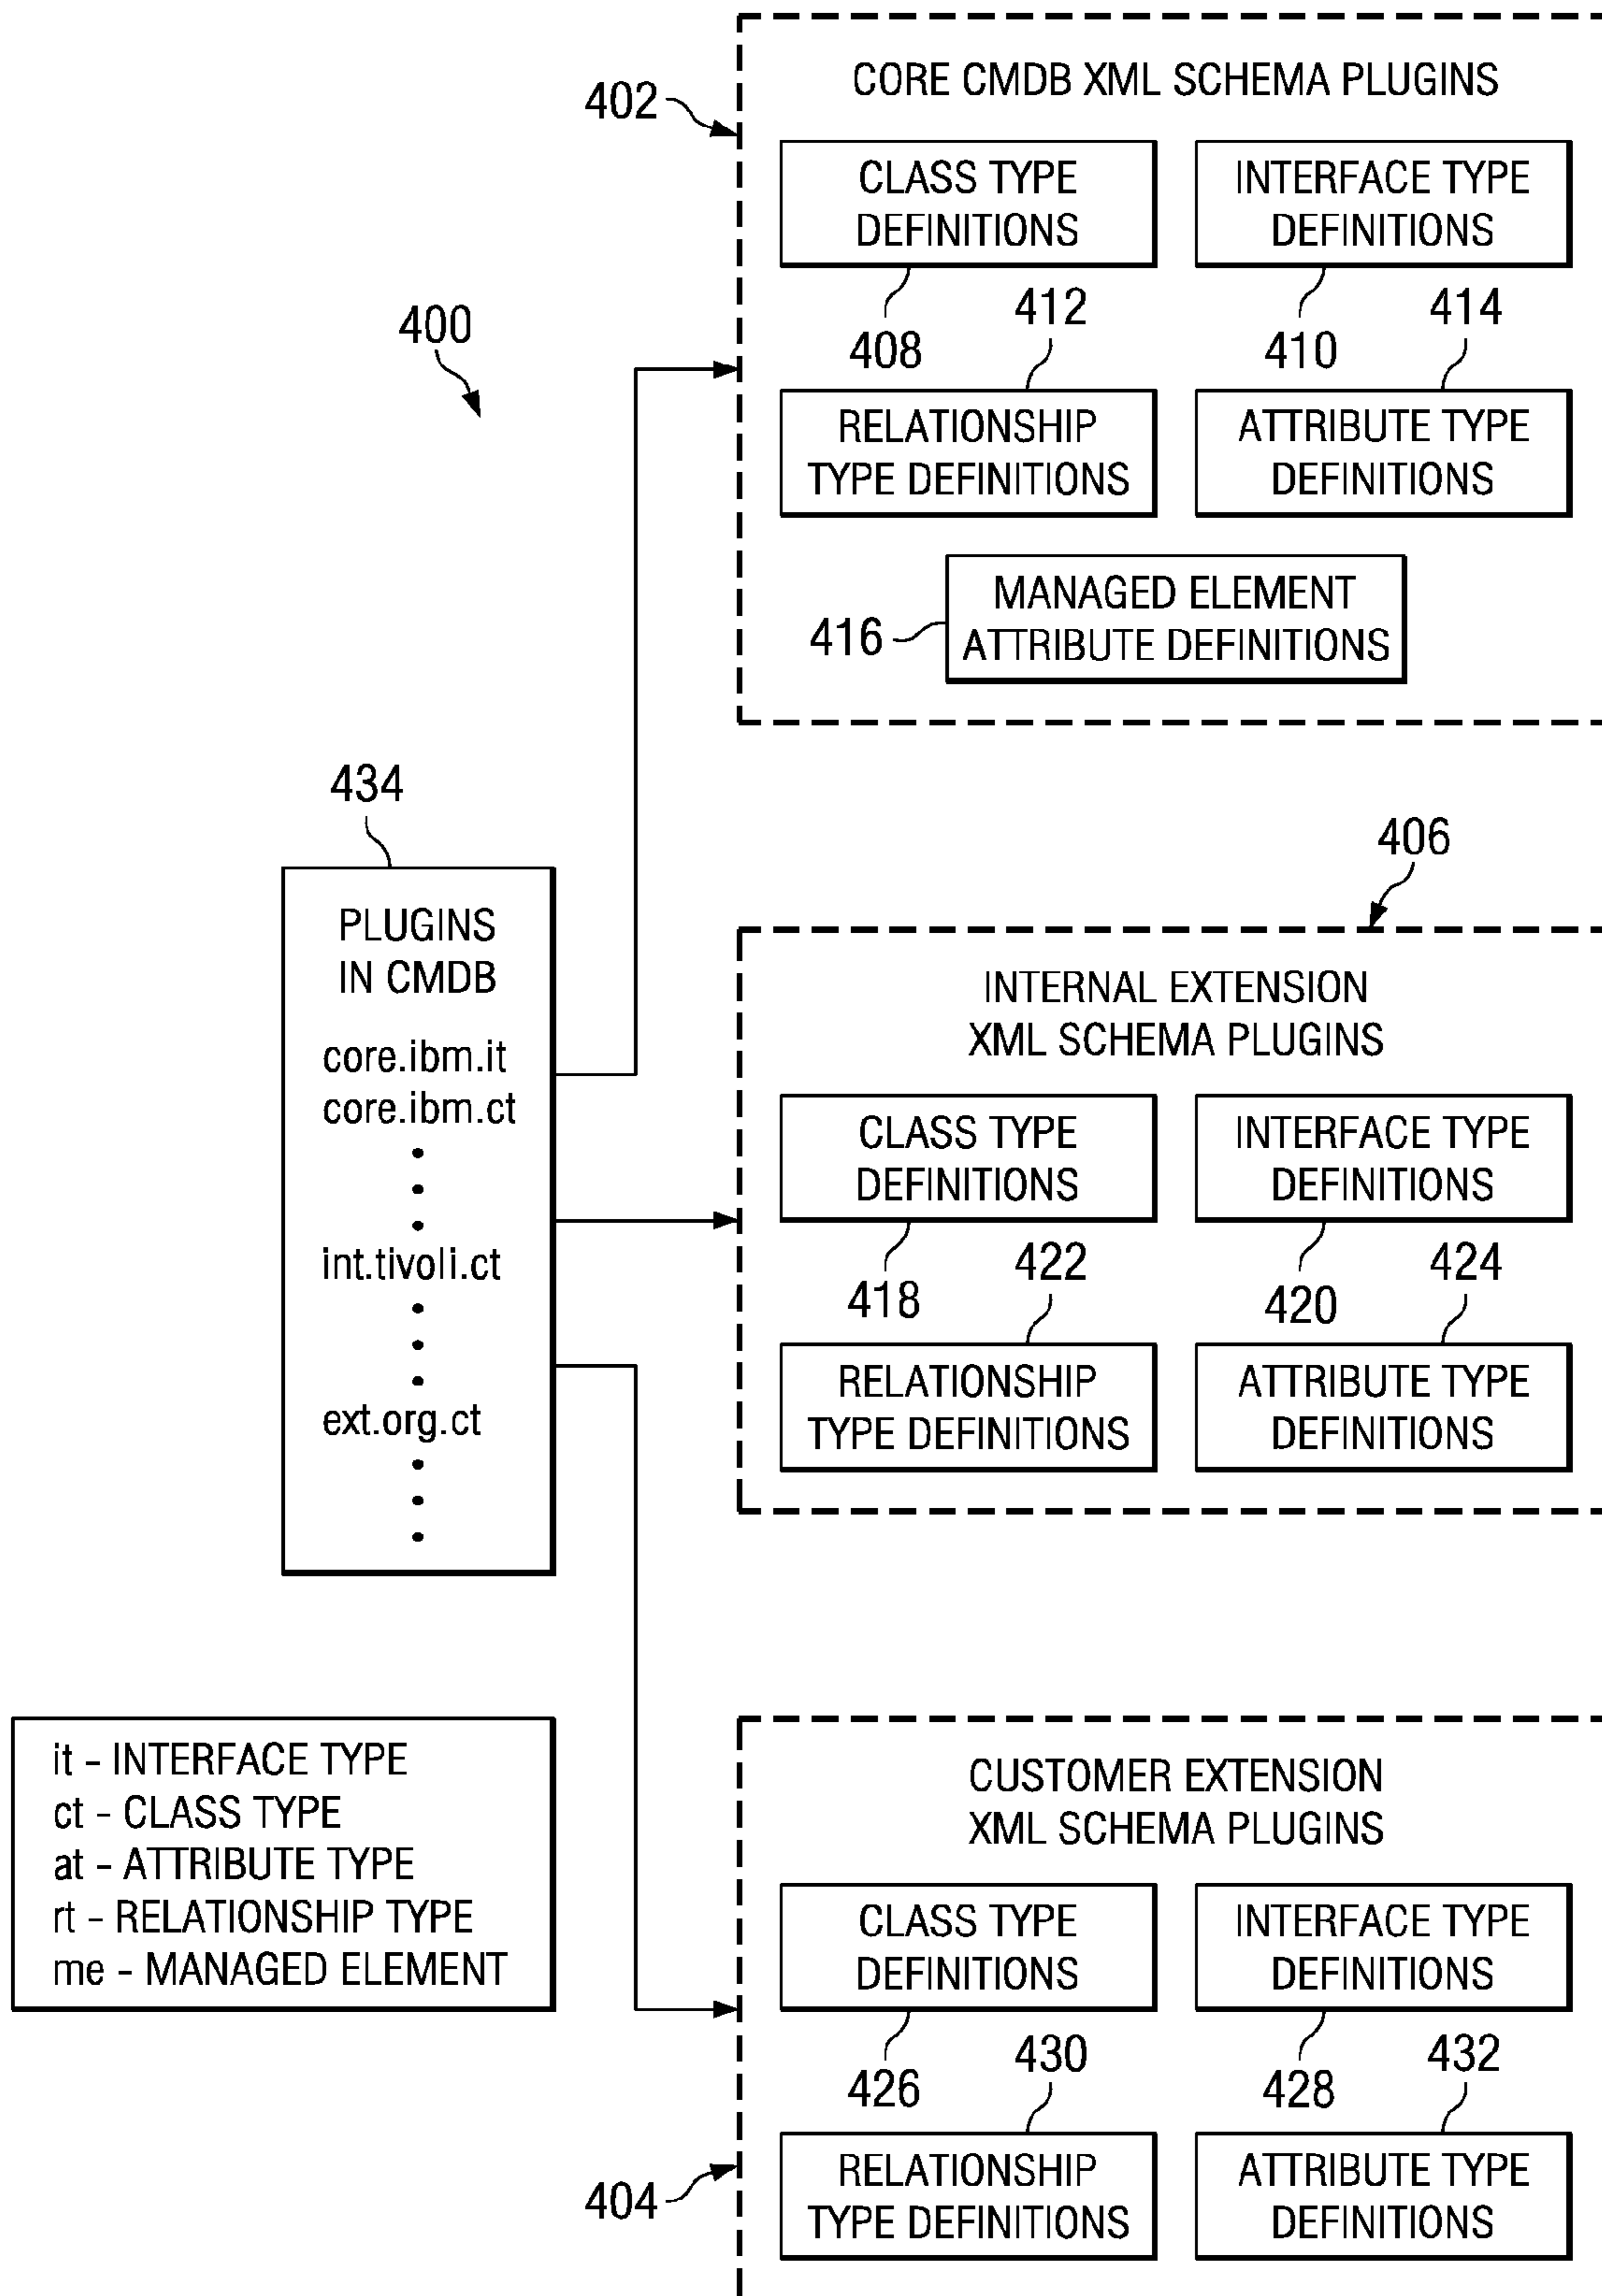 CORE CMDB XML SCHEMA PLUGINS
402
CLASS TYPE
DEFINITIONS
INTERFACE TYPE
DEFINITIONS
400
408
412
410
414
RELATIONSHIP
TYPE DEFINITIONS
ATTRIBUTE TYPE
DEFINITIONS
416
MANAGED ELEMENT
ATTRIBUTE DEFINITIONS
434
PLUGINS
IN CMDB
core.ibm.it
core.ibm.ct
int.tivoli.ct
ext.org.ct
406
INTERNAL EXTENSION
XML SCHEMA PLUGINS
CLASS TYPE
DEFINITIONS
INTERFACE TYPE
DEFINITIONS
418
422
420
424
RELATIONSHIP
TYPE DEFINITIONS
ATTRIBUTE TYPE
DEFINITIONS
it - INTERFACE TYPE
ct - CLASS TYPE
at - ATTRIBUTE TYPE
rt - RELATIONSHIP TYPE
me - MANAGED ELEMENT
CUSTOMER EXTENSION
XML SCHEMA PLUGINS
CLASS TYPE
DEFINITIONS
INTERFACE TYPE
DEFINITIONS
426
430
428
432
404
RELATIONSHIP
TYPE DEFINITIONS
ATTRIBUTE TYPE
DEFINITIONS